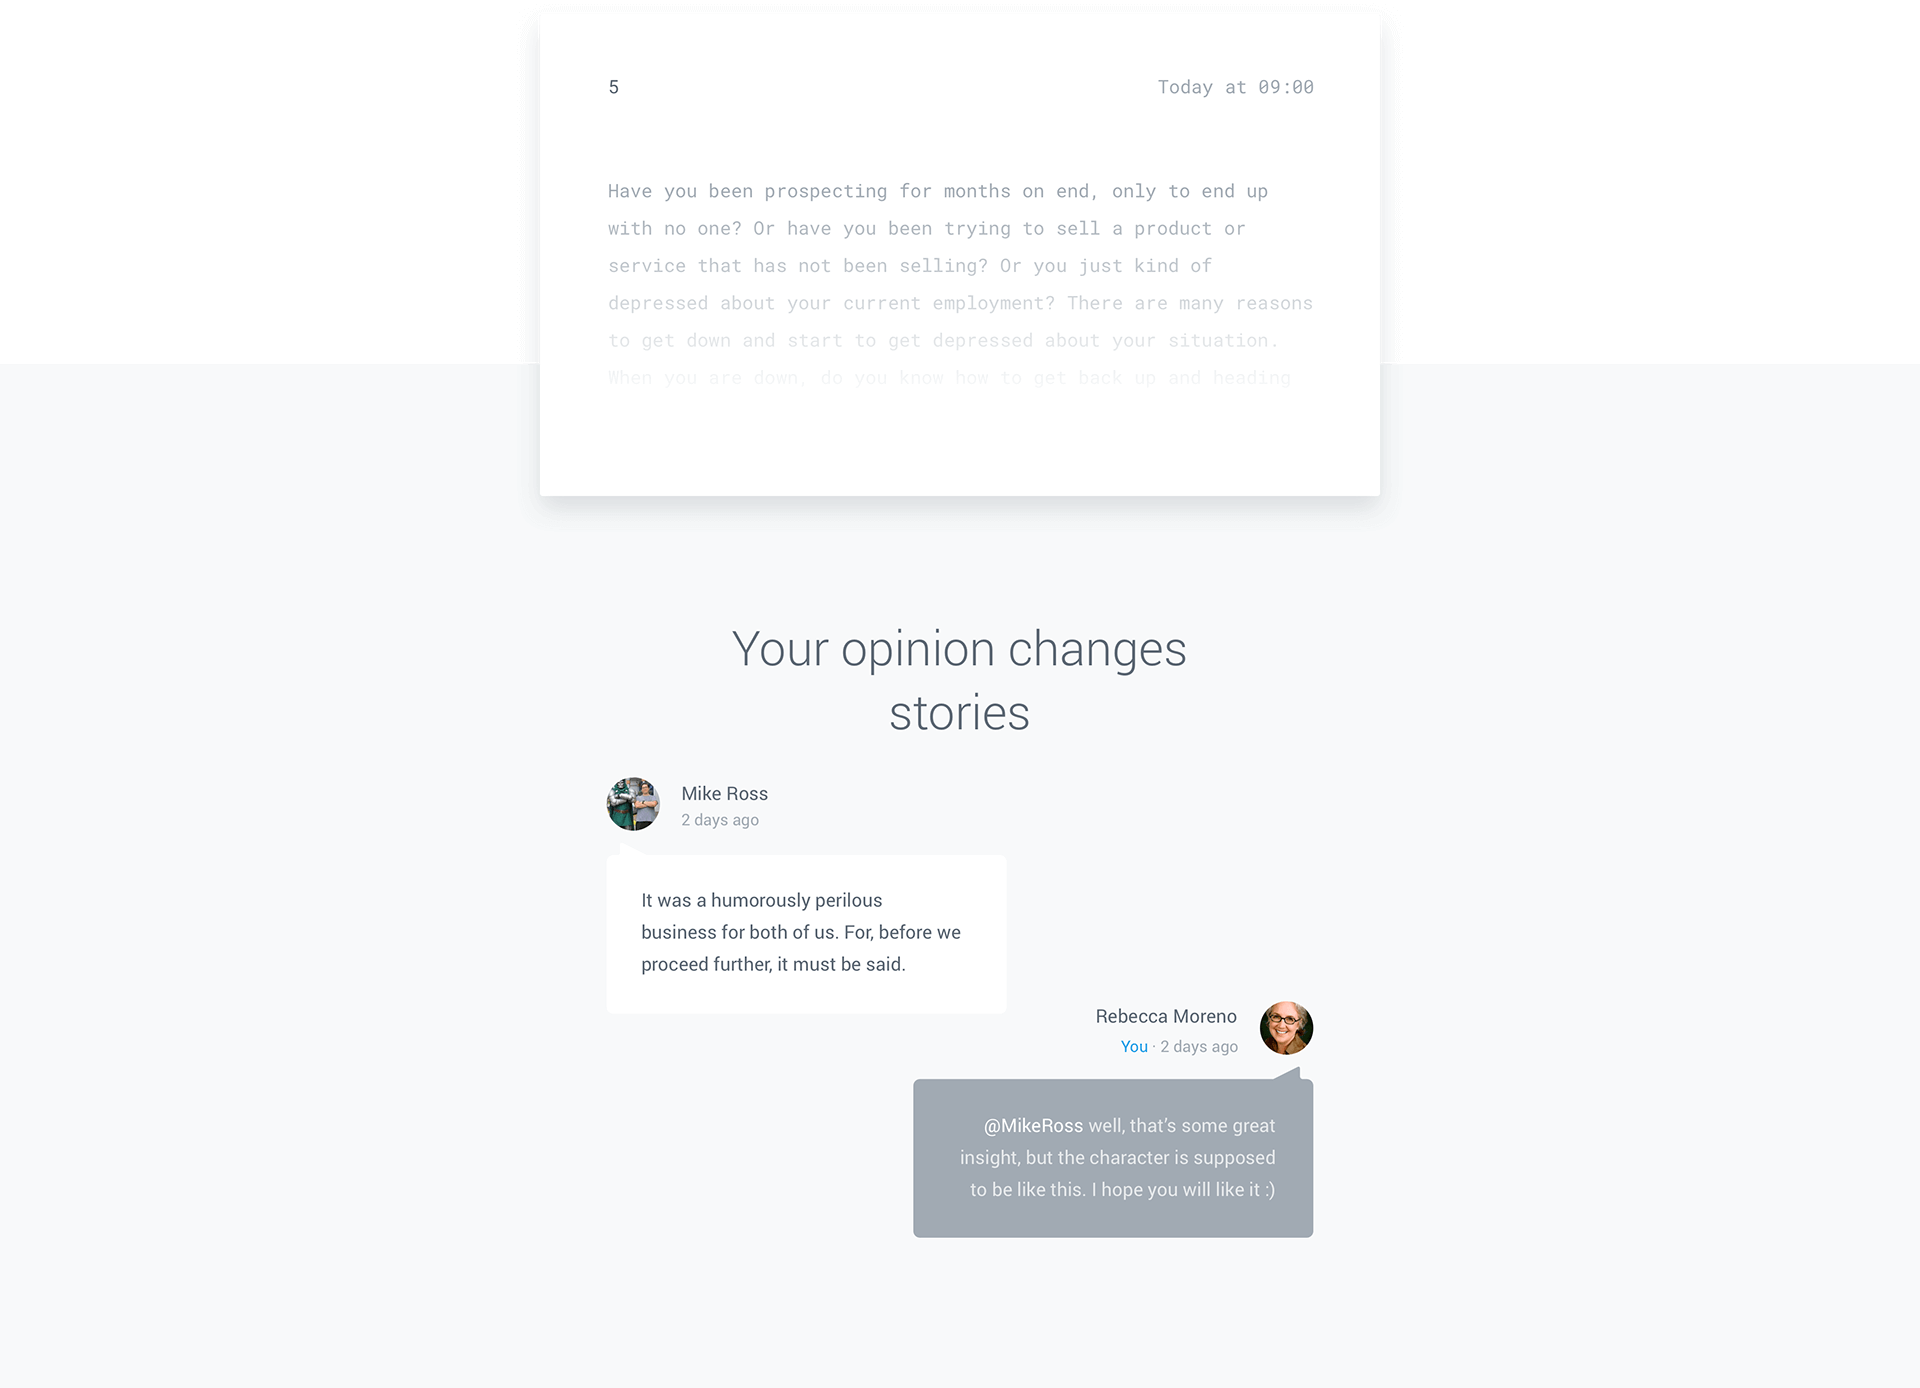 5
Today at 09:00
Have you been prospecting for months on end, only to end up
with no one? Or have you been trying to sell a product or
service that has not been selling? Or you just kind of
depressed about your current employment? There are many reasons
to get down and start to get depressed about your situation.
When you are down, do you know how to get back up and heading
Your opinion changes
stories
Mike Ross
2 days ago
It was a humorously perilous
business for both of us. For, before we
proceed further, it must be said.
Rebecca Moreno
You · 2 days ago
@MikeRoss well, that’s some great
insight, but the character is supposed
to be like this. I hope you will like it :)